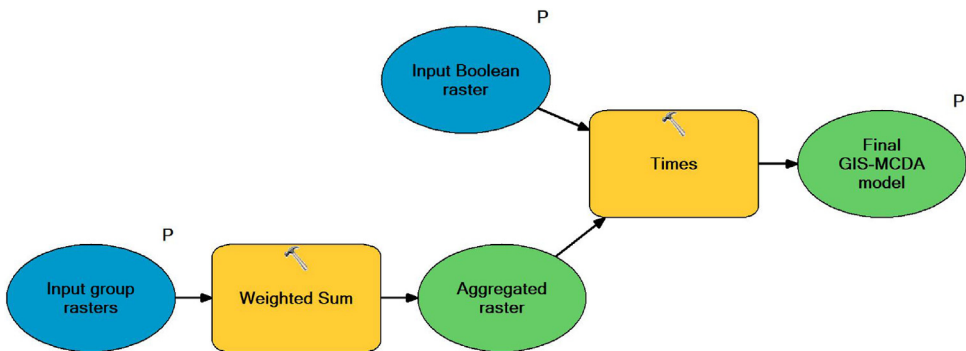 P
Input Boolean
raster
P
Times
Final
GIS-MCDA
model
P
Input group
rasters
Weighted Sum
Aggregated
raster